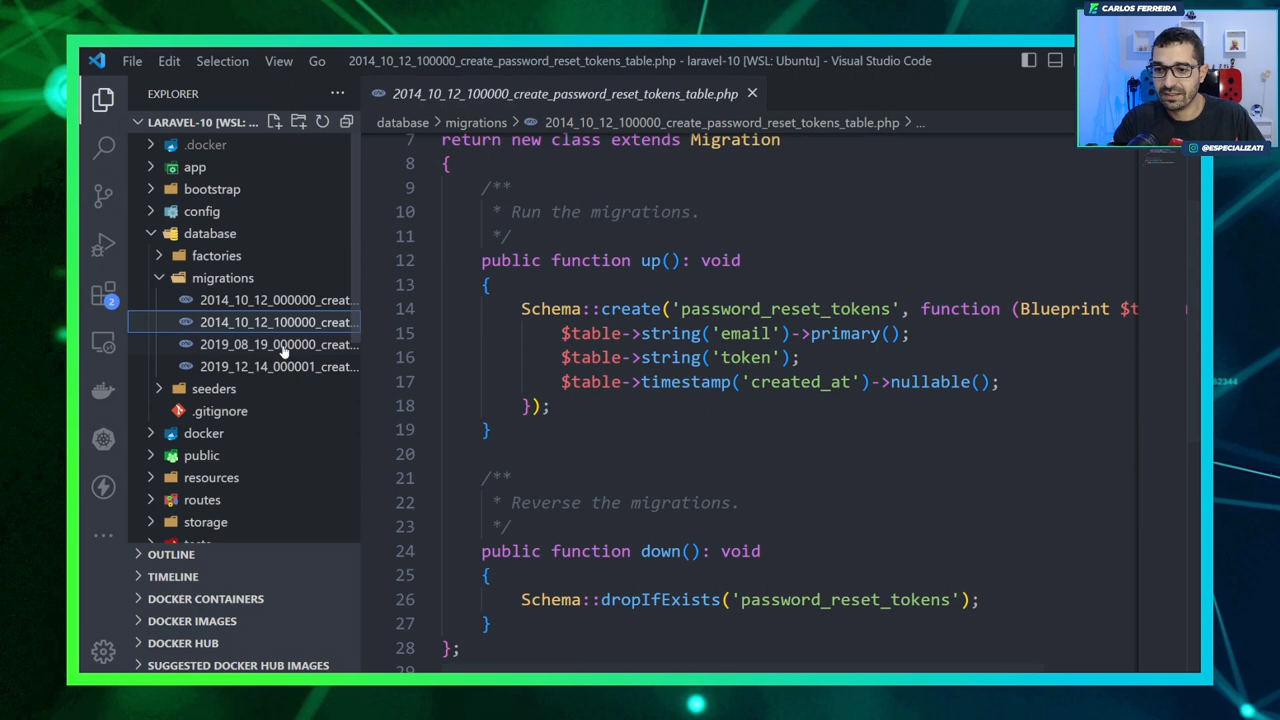 CARLOS FERREIRA
@ESPECIALIZATI
File Edit Selection View Go 2014_10_12_100000_create_password_reset_tokens_table.php - laravel-10 [WSL: Ubuntu] - Visual Studio Code
EXPLORER
LARAVEL-10 [WSL: ...
.docker
app
bootstrap
config
database
factories
migrations
2014_10_12_000000_creat...
2014_10_12_100000_creat...
2019_08_19_000000_creat...
2019_12_14_000001_creat...
seeders
.gitignore
docker
public
resources
routes
storage
OUTLINE
TIMELINE
DOCKER CONTAINERS
DOCKER IMAGES
DOCKER HUB
SUGGESTED DOCKER HUB IMAGES
2
2014_10_12_100000_create_password_reset_tokens_table.php
database > migrations > 2014_10_12_100000_create_password_reset_tokens_table.php > ...
7 return new class extends Migration
8 {
9 /**
10 * Run the migrations.
11 */
12 public function up(): void
13 {
14 Schema::create('password_reset_tokens', function (Blueprint $t
15 $table->string('email')->primary();
16 $table->string('token');
17 $table->timestamp('created_at')->nullable();
18 });
19 }
20
21 /**
22 * Reverse the migrations.
23 */
24 public function down(): void
25 {
26 Schema::dropIfExists('password_reset_tokens');
27 }
28 };
29